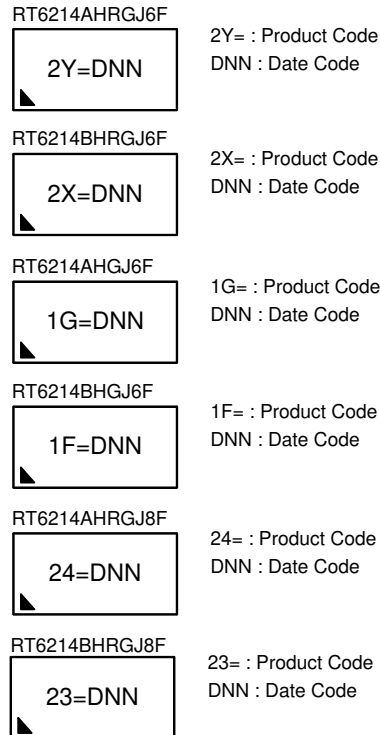 RT6214AHRGJ6F
2Y=DNN
2Y= : Product Code
DNN : Date Code
RT6214BHRGJ6F
2X=DNN
2X= : Product Code
DNN : Date Code
RT6214AHGJ6F
1G=DNN
1G= : Product Code
DNN : Date Code
RT6214BHGJ6F
1F=DNN
1F= : Product Code
DNN : Date Code
RT6214AHRGJ8F
24=DNN
24= : Product Code
DNN : Date Code
RT6214BHRGJ8F
23=DNN
23= : Product Code
DNN : Date Code